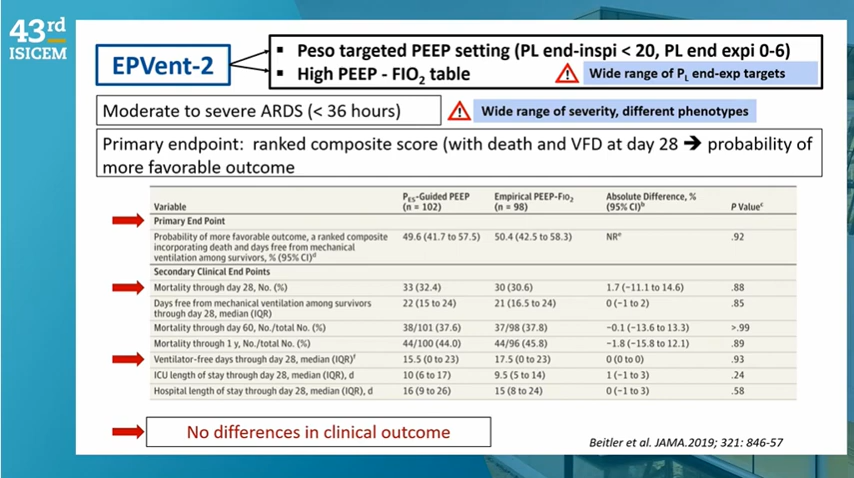 43rd
ISICEM
EPVent-2
▪ Peso targeted PEEP setting (PL end-inspi < 20, PL end expi 0-6)
▪ High PEEP - FIO2 table
Wide range of PL end-exp targets
Moderate to severe ARDS (< 36 hours)
Wide range of severity, different phenotypes
Primary endpoint: ranked composite score (with death and VFD at day 28 ➔ probability of
more favorable outcome
Variable PES-Guided PEEP (n = 102) Empirical PEEP-FIO2 (n = 98) Absolute Difference, % (95% CI)b P Valuec
Primary End Point
Probability of more favorable outcome, a ranked composite 49.6 (41.7 to 57.5) 50.4 (42.5 to 58.3) NRe .92
incorporating death and days free from mechanical
ventilation among survivors, % (95% CI)d
Secondary Clinical End Points
Mortality through day 28, No. (%) 33 (32.4) 30 (30.6) 1.7 (−11.1 to 14.6) .88
Days free from mechanical ventilation among survivors 22 (15 to 24) 21 (16.5 to 24) 0 (−1 to 2) .85
through day 28, median (IQR)
Mortality through day 60, No./total No. (%) 38/101 (37.6) 37/98 (37.8) −0.1 (−13.6 to 13.3) >.99
Mortality through 1 y, No./total No. (%) 44/100 (44.0) 44/96 (45.8) −1.8 (−15.8 to 12.1) .89
Ventilator-free days through day 28, median (IQR)f 15.5 (0 to 23) 17.5 (0 to 23) 0 (0 to 0) .93
ICU length of stay through day 28, median (IQR), d 10 (6 to 17) 9.5 (5 to 14) 1 (−1 to 3) .24
Hospital length of stay through day 28, median (IQR), d 16 (9 to 26) 15 (8 to 24) 0 (−1 to 3) .58
No differences in clinical outcome
Beitler et al. JAMA.2019; 321: 846-57